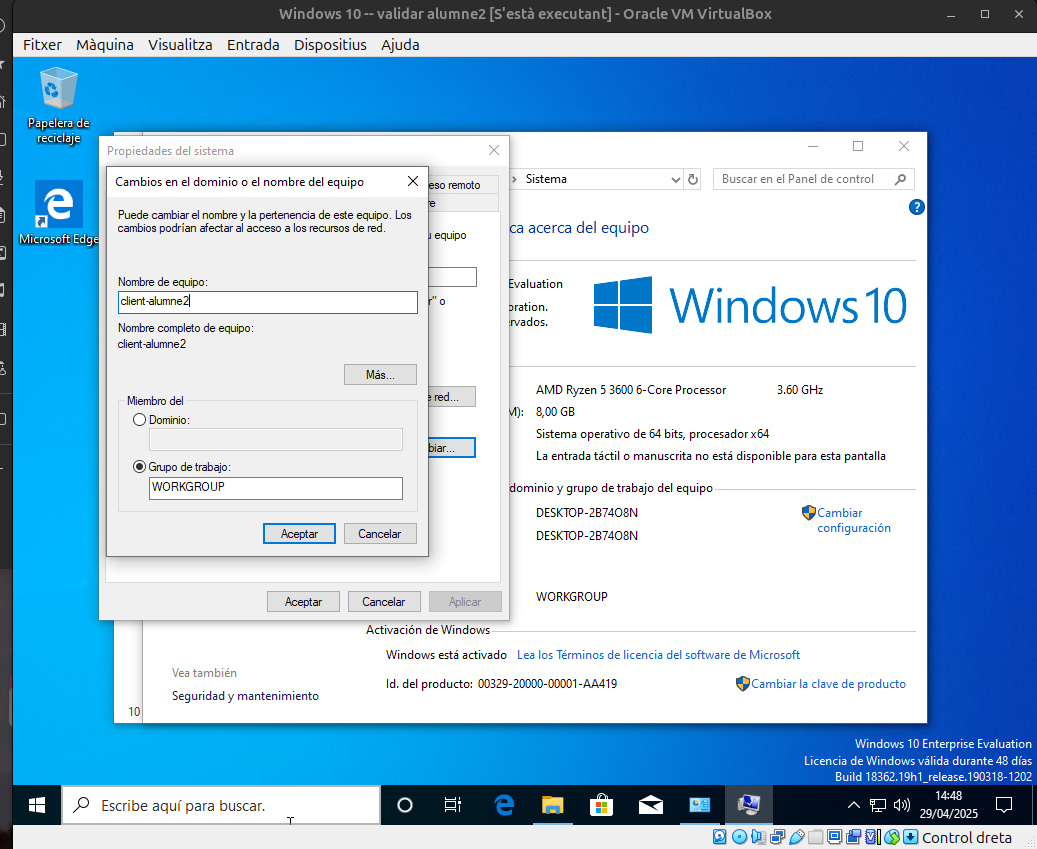 Windows 10 -- validar alumne2 [S'està executant] - Oracle VM VirtualBox
Fitxer Màquina Visualitza Entrada Dispositius Ajuda
Papelera de
reciclaje
Microsoft Edge
Propiedades del sistema
Cambios en el dominio o el nombre del equipo
Puede cambiar el nombre y la pertenencia de este equipo. Los
cambios podrían afectar al acceso a los recursos de red.
Nombre de equipo:
client-alumne2
Nombre completo de equipo:
client-alumne2
Más...
Miembro del
Dominio:
Grupo de trabajo:
WORKGROUP
Aceptar Cancelar
eso remoto
re
u equipo
r" o
e red...
biar...
Aceptar Cancelar Aplicar
Sistema
Buscar en el Panel de control
ca acerca del equipo
Evaluation
oration.
ervados.
Windows 10
AMD Ryzen 5 3600 6-Core Processor 3.60 GHz
M): 8,00 GB
Sistema operativo de 64 bits, procesador x64
La entrada táctil o manuscrita no está disponible para esta pantalla
dominio y grupo de trabajo del equipo
DESKTOP-2B74O8N
Cambiar
configuración
DESKTOP-2B74O8N
WORKGROUP
Activación de Windows
Windows está activado Lea los Términos de licencia del software de Microsoft
Id. del producto: 00329-20000-00001-AA419
Cambiar la clave de producto
Vea también
Seguridad y mantenimiento
10
Windows 10 Enterprise Evaluation
Licencia de Windows válida durante 48 días
Build 18362.19h1_release.190318-1202
Escribe aquí para buscar.
14:48
29/04/2025
Control dreta